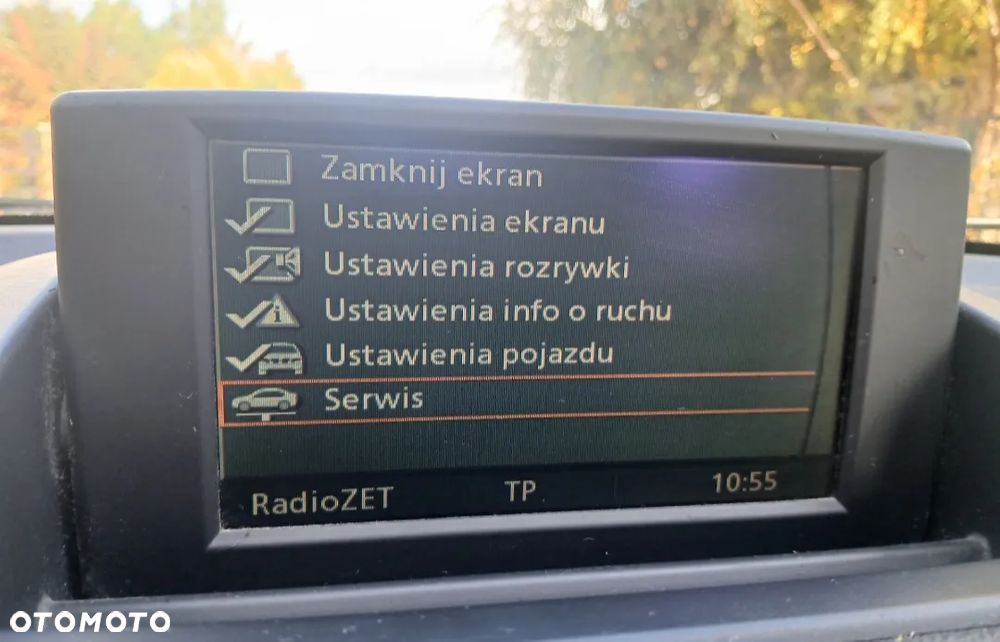 Zamknij ekran
Ustawienia ekranu
Ustawienia rozrywki
Ustawienia info o ruchu
Ustawienia pojazdu
Serwis
RadioZET TP 10:55
OTOMOTO